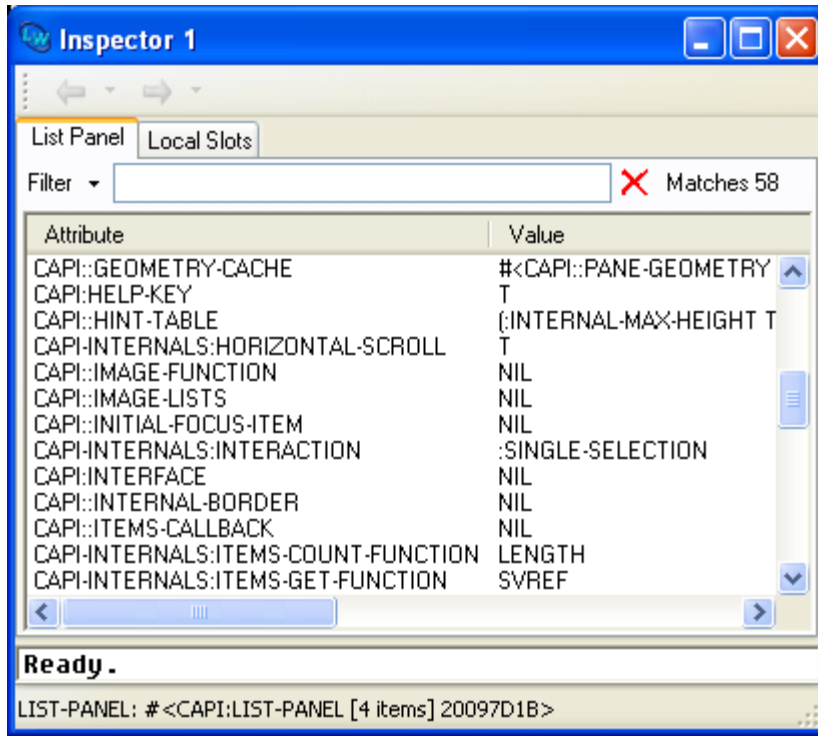 Inspector 1
List Panel Local Slots
Filter Matches 58
Attribute Value
CAPI::GEOMETRY-CACHE #<CAPI::PANE-GEOMETRY
CAPI:HELP-KEY T
CAPI::HINT-TABLE (:INTERNAL-MAX-HEIGHT T
CAPI-INTERNALS:HORIZONTAL-SCROLL T
CAPI::IMAGE-FUNCTION NIL
CAPI::IMAGE-LISTS NIL
CAPI::INITIAL-FOCUS-ITEM NIL
CAPI-INTERNALS:INTERACTION :SINGLE-SELECTION
CAPI:INTERFACE NIL
CAPI::INTERNAL-BORDER NIL
CAPI::ITEMS-CALLBACK NIL
CAPI-INTERNALS:ITEMS-COUNT-FUNCTION LENGTH
CAPI-INTERNALS:ITEMS-GET-FUNCTION SVREF
Ready.
LIST-PANEL: #<CAPI:LIST-PANEL [4 items] 20097D1B>